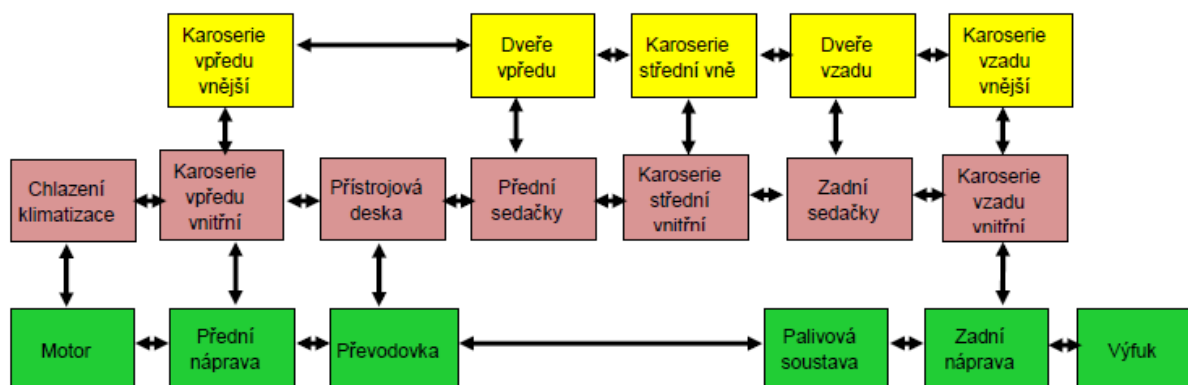 Karoserie
vpředu
vnější
Dveře
vpředu
Karoserie
střední vně
Dveře
vzadu
Karoserie
vzadu
vnější
Chlazení
klimatizace
Karoserie
vpředu
vnitřní
Přístrojová
deska
Přední
sedačky
Karoserie
střední
vnitřní
Zadní
sedačky
Karoserie
vzadu
vnitřní
Motor
Přední
náprava
Převodovka
Palivová
soustava
Zadní
náprava
Výfuk